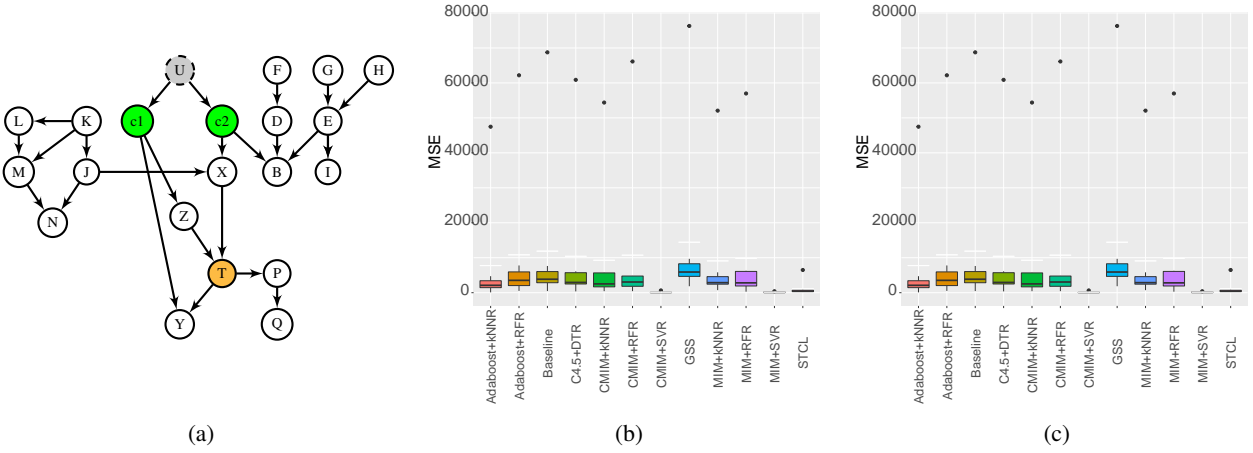 U
F
G
H
L
K
c1
c2
D
E
M
J
X
B
I
N
Z
T
P
Y
Q
(a)
80000
60000
40000
20000
0
MSE
Adaboost+kNNR
Adaboost+RFR
Baseline
C4.5+DTR
CMIM+kNNR
CMIM+RFR
CMIM+SVR
GSS
MIM+kNNR
MIM+RFR
MIM+SVR
STCL
(b)
80000
60000
40000
20000
0
MSE
Adaboost+kNNR
Adaboost+RFR
Baseline
C4.5+DTR
CMIM+kNNR
CMIM+RFR
CMIM+SVR
GSS
MIM+kNNR
MIM+RFR
MIM+SVR
STCL
(c)